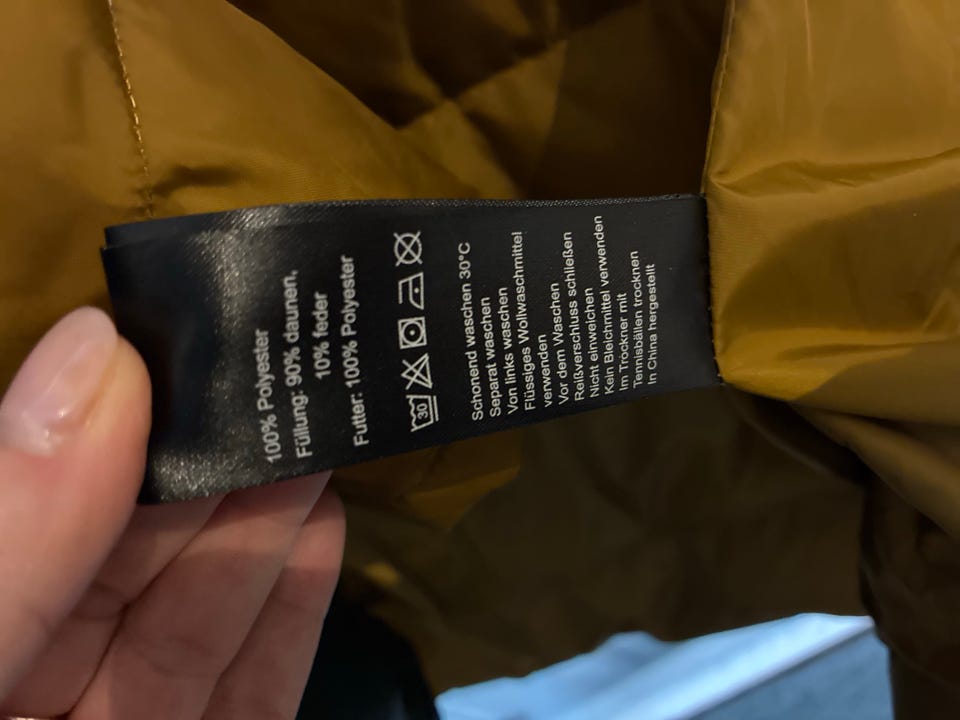 100% Polyester
Füllung: 90% daunen,
10% feder
Futter: 100% Polyester
30
Schonend waschen 30°C
Separat waschen
Von links waschen
Flüssiges Wollwaschmittel
verwenden
Vor dem Waschen
Reißverschluss schließen
Nicht einweichen
Kein Bleichmittel verwenden
Im Trockner mit
Tennisbällen trocknen
In China hergestellt